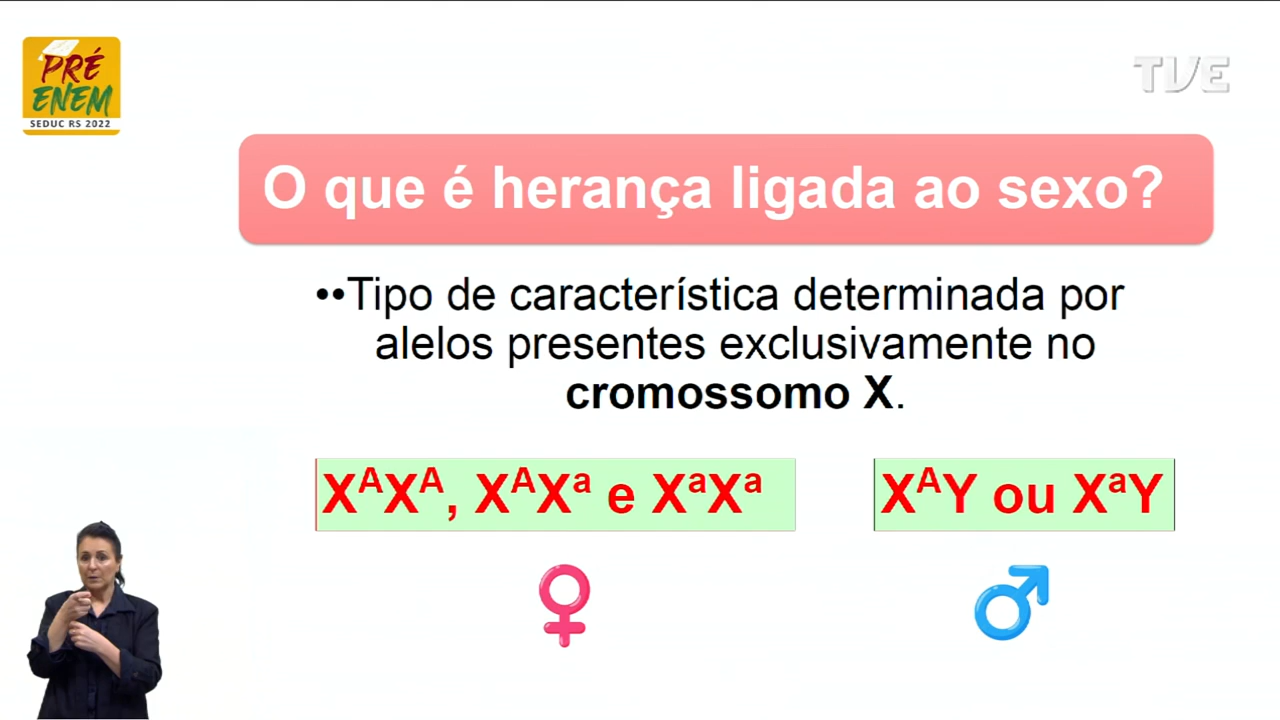 PRÉ
ENEM
SEDUC RS 2022
TVE
O que é herança ligada ao sexo?
••Tipo de característica determinada por
alelos presentes exclusivamente no
cromossomo X.
XᴬXᴬ, XᴬXᵃ e XᵃXᵃ
XᴬY ou XᵃY